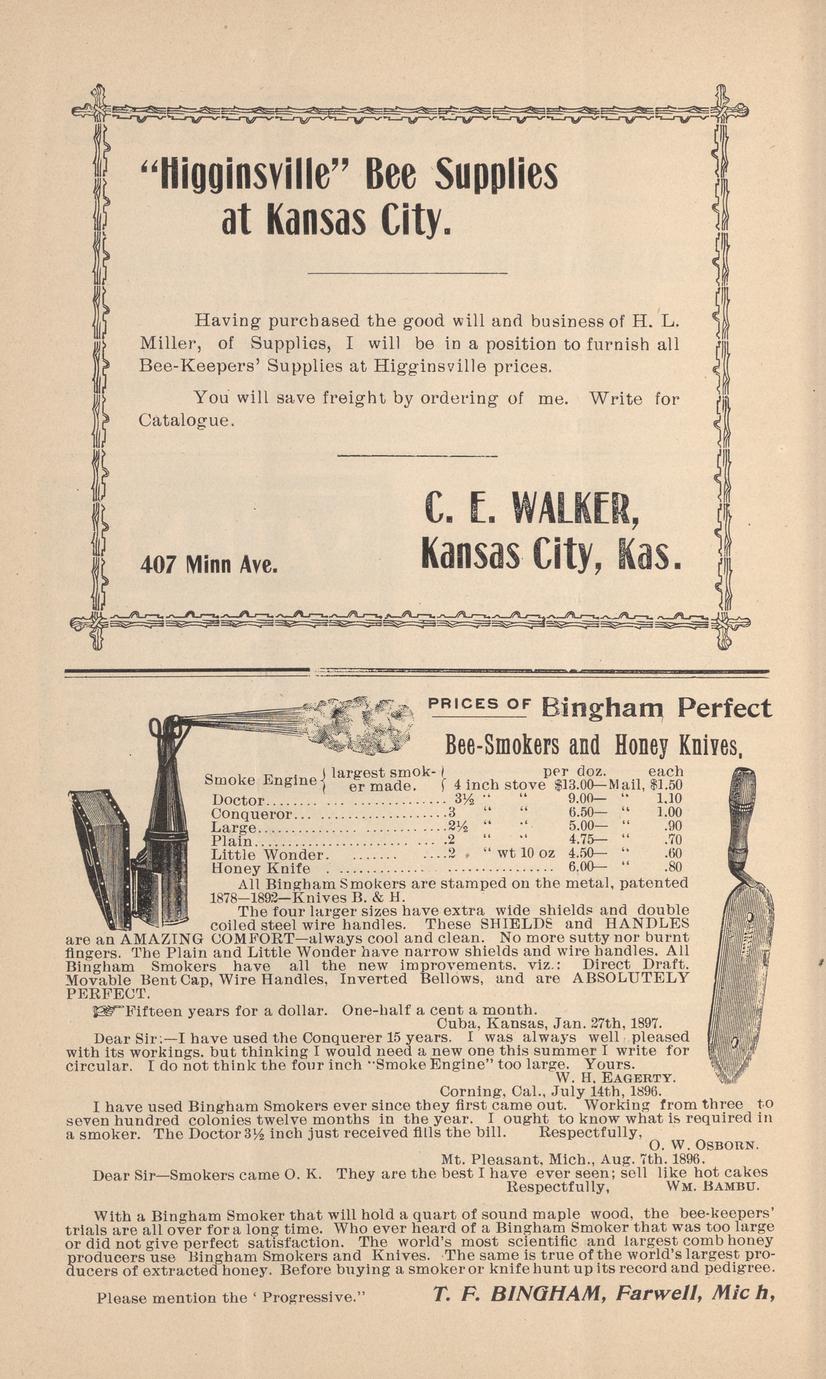 “Higginsville” Bee Supplies
at Kansas City.
Having purchased the good will and business of H. L.
Miller, of Supplies, I will be in a position to furnish all
Bee-Keepers’ Supplies at Higginsville prices.
You will save freight by ordering of me. Write for
Catalogue.
C. E. WALKER,
407 Minn Ave. Kansas City, Kas.
PRICES OF Bingham Perfect
Bee-Smokers and Honey Knives,
per doz. each
Smoke Engine { largest smok- er made. } 4 inch stove $13.00—Mail, $1.50
Doctor........ ... ............................ 3½ “ “ 9.00— “ 1.10
Conqueror... .......................3 “ “ 6.50— “ 1.00
Large........................ ..........2½ “ “ 5.00— “ .90
Plain........................... ... .2 “ “ 4.75— “ .70
Little Wonder. ........ ....2 “ wt 10 oz 4.50— “ .60
Honey Knife . ............. ................ 6.00— “ .80
All Bingham Smokers are stamped on the metal, patented
1878—1892—Knives B. & H.
The four larger sizes have extra wide shields and double
coiled steel wire handles. These SHIELDS and HANDLES
are an AMAZING COMFORT—always cool and clean. No more sutty nor burnt
fingers. The Plain and Little Wonder have narrow shields and wire handles. All
Bingham Smokers have all the new improvements. viz.: Direct Draft.
Movable Bent Cap, Wire Handles, Inverted Bellows, and are ABSOLUTELY
PERFECT.
☞Fifteen years for a dollar. One-half a cent a month.
Cuba, Kansas, Jan. 27th, 1897.
Dear Sir:—I have used the Conquerer 15 years. I was always well pleased
with its workings. but thinking I would need a new one this summer I write for
circular. I do not think the four inch “Smoke Engine” too large. Yours.
W. H. EAGERTY.
Corning, Cal., July 14th, 1896.
I have used Bingham Smokers ever since they first came out. Working from three to
seven hundred colonies twelve months in the year. I ought to know what is required in
a smoker. The Doctor 3½ inch just received fills the bill. Respectfully,
O. W. OSBORN.
Mt. Pleasant, Mich., Aug. 7th. 1896.
Dear Sir—Smokers came O. K. They are the best I have ever seen; sell like hot cakes
Respectfully, WM. BAMBU.
With a Bingham Smoker that will hold a quart of sound maple wood, the bee-keepers’
trials are all over for a long time. Who ever heard of a Bingham Smoker that was too large
or did not give perfect satisfaction. The world’s most scientific and largest comb honey
producers use Bingham Smokers and Knives. The same is true of the world’s largest pro-
ducers of extracted honey. Before buying a smoker or knife hunt up its record and pedigree.
Please mention the ‘ Progressive.” T. F. BINGHAM, Farwell, Mic h,